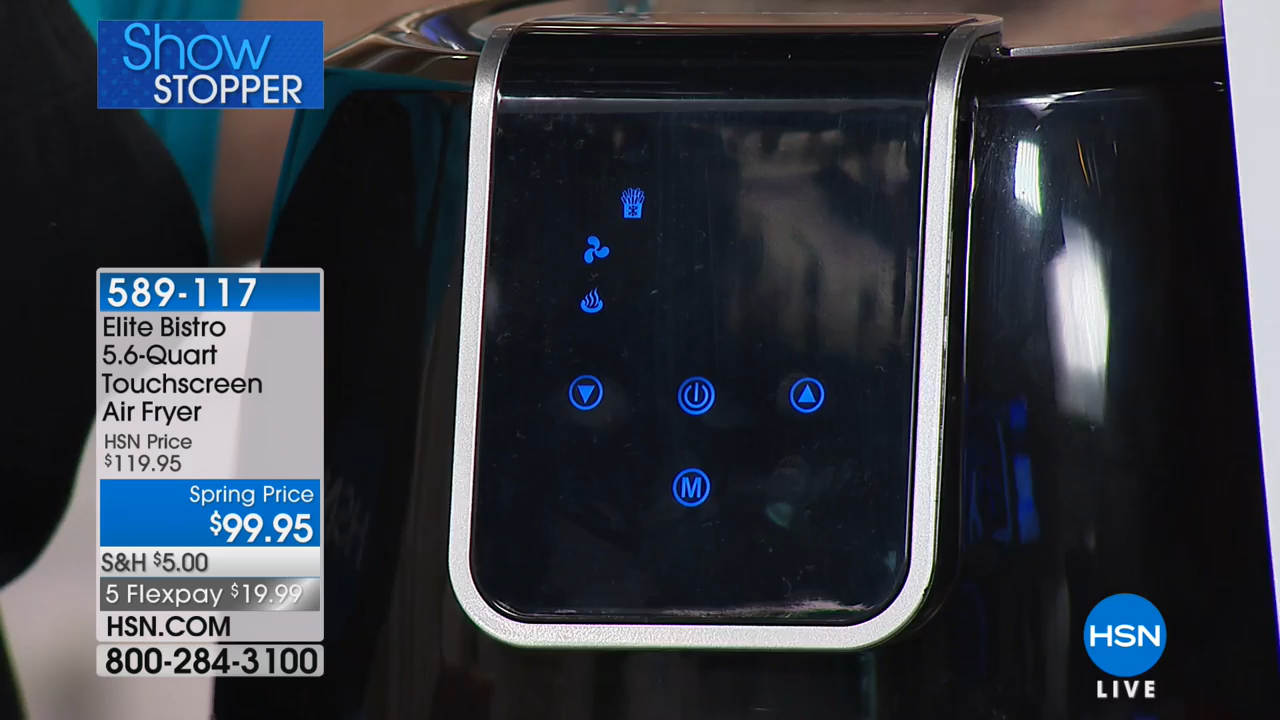 Show
STOPPER
589-117
Elite Bistro
5.6-Quart
Touchscreen
Air Fryer
HSN Price
$119.95
Spring Price
$99.95
S&H $5.00
5 Flexpay $19.99
HSN.COM
800-284-3100
M
HSN
LIVE